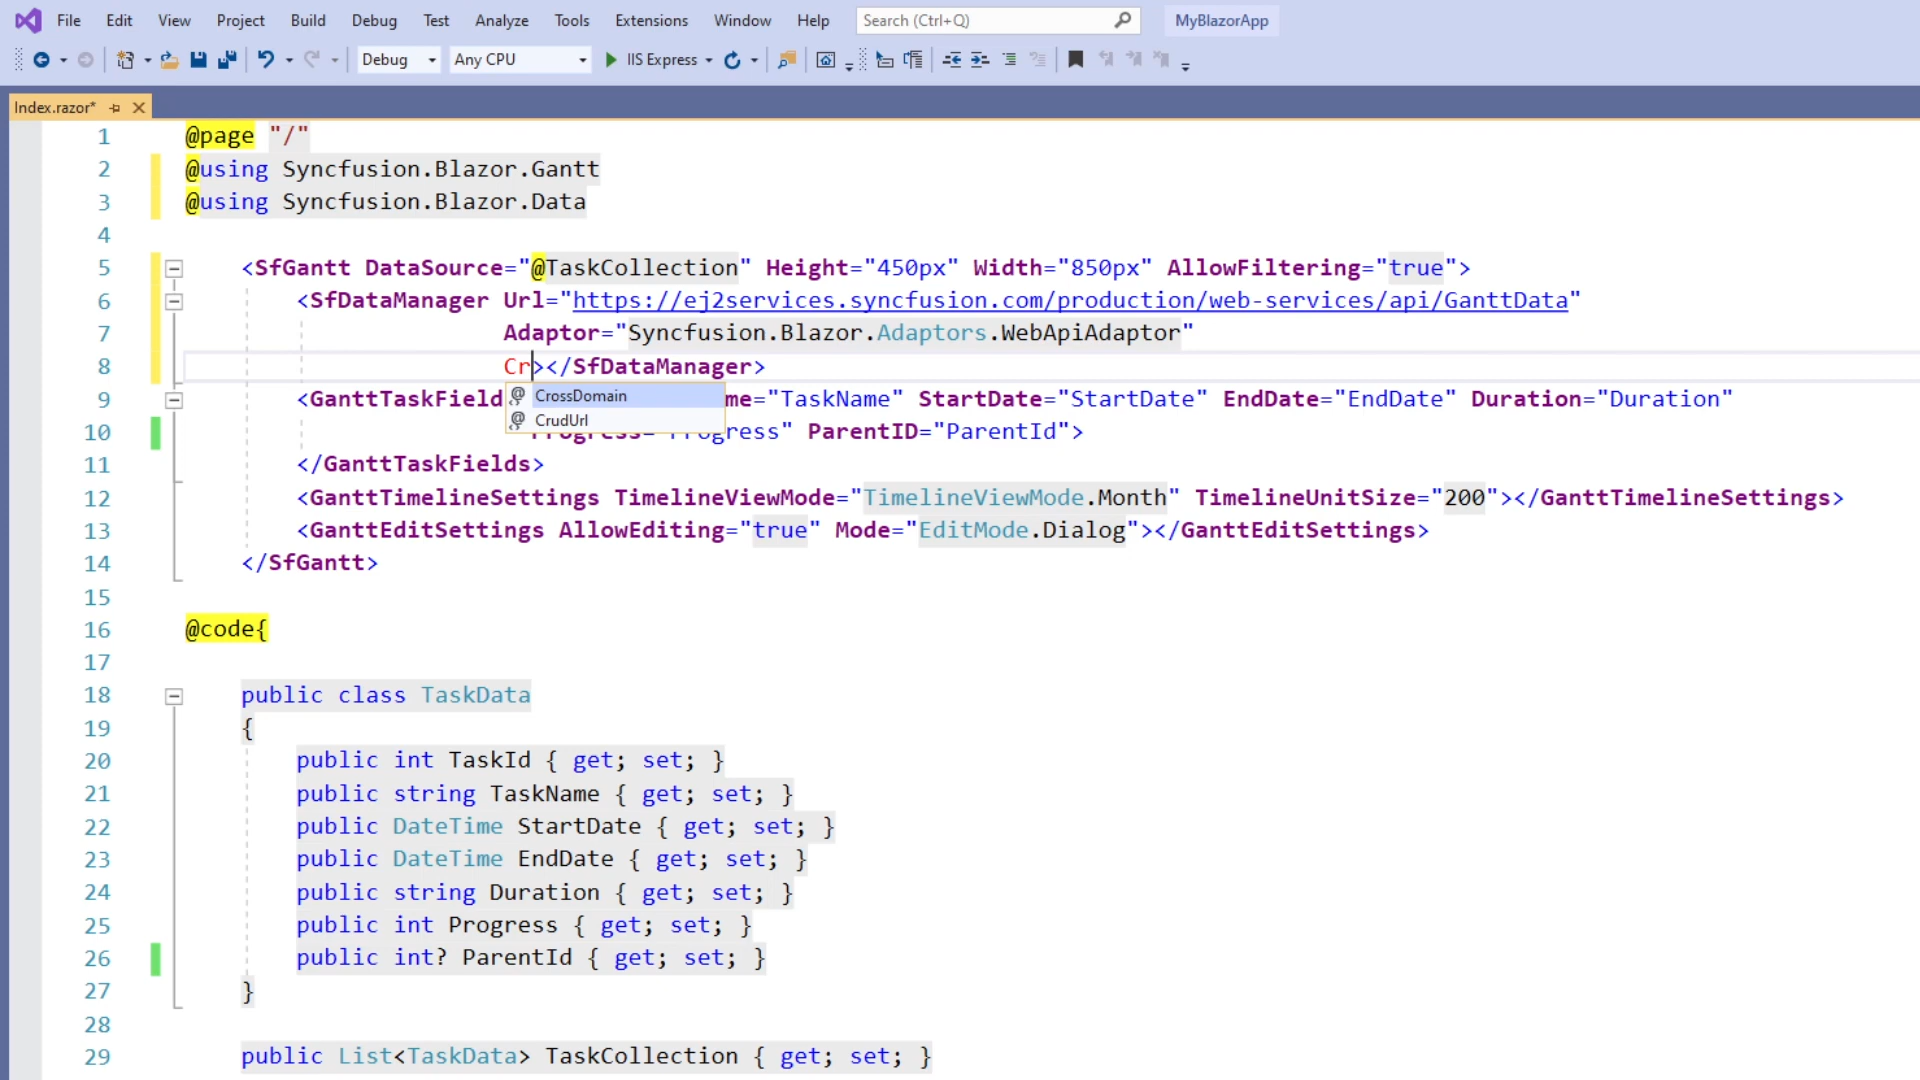 File Edit View Project Build Debug Test Analyze Tools Extensions Window Help Search (Ctrl+Q) MyBlazorApp
Debug Any CPU IIS Express
Index.razor*
1 @page "/"
2 @using Syncfusion.Blazor.Gantt
3 @using Syncfusion.Blazor.Data
4
5 <SfGantt DataSource="@TaskCollection" Height="450px" Width="850px" AllowFiltering="true">
6 <SfDataManager Url="https://ej2services.syncfusion.com/production/web-services/api/GanttData"
7 Adaptor="Syncfusion.Blazor.Adaptors.WebApiAdaptor"
8 Cr></SfDataManager>
CrossDomain
CrudUrl
9 <GanttTaskField me="TaskName" StartDate="StartDate" EndDate="EndDate" Duration="Duration"
10 Progress="Progress" ParentID="ParentId">
11 </GanttTaskFields>
12 <GanttTimelineSettings TimelineViewMode="TimelineViewMode.Month" TimelineUnitSize="200"></GanttTimelineSettings>
13 <GanttEditSettings AllowEditing="true" Mode="EditMode.Dialog"></GanttEditSettings>
14 </SfGantt>
15
16 @code{
17
18 public class TaskData
19 {
20 public int TaskId { get; set; }
21 public string TaskName { get; set; }
22 public DateTime StartDate { get; set; }
23 public DateTime EndDate { get; set; }
24 public string Duration { get; set; }
25 public int Progress { get; set; }
26 public int? ParentId { get; set; }
27 }
28
29 public List<TaskData> TaskCollection { get; set; }